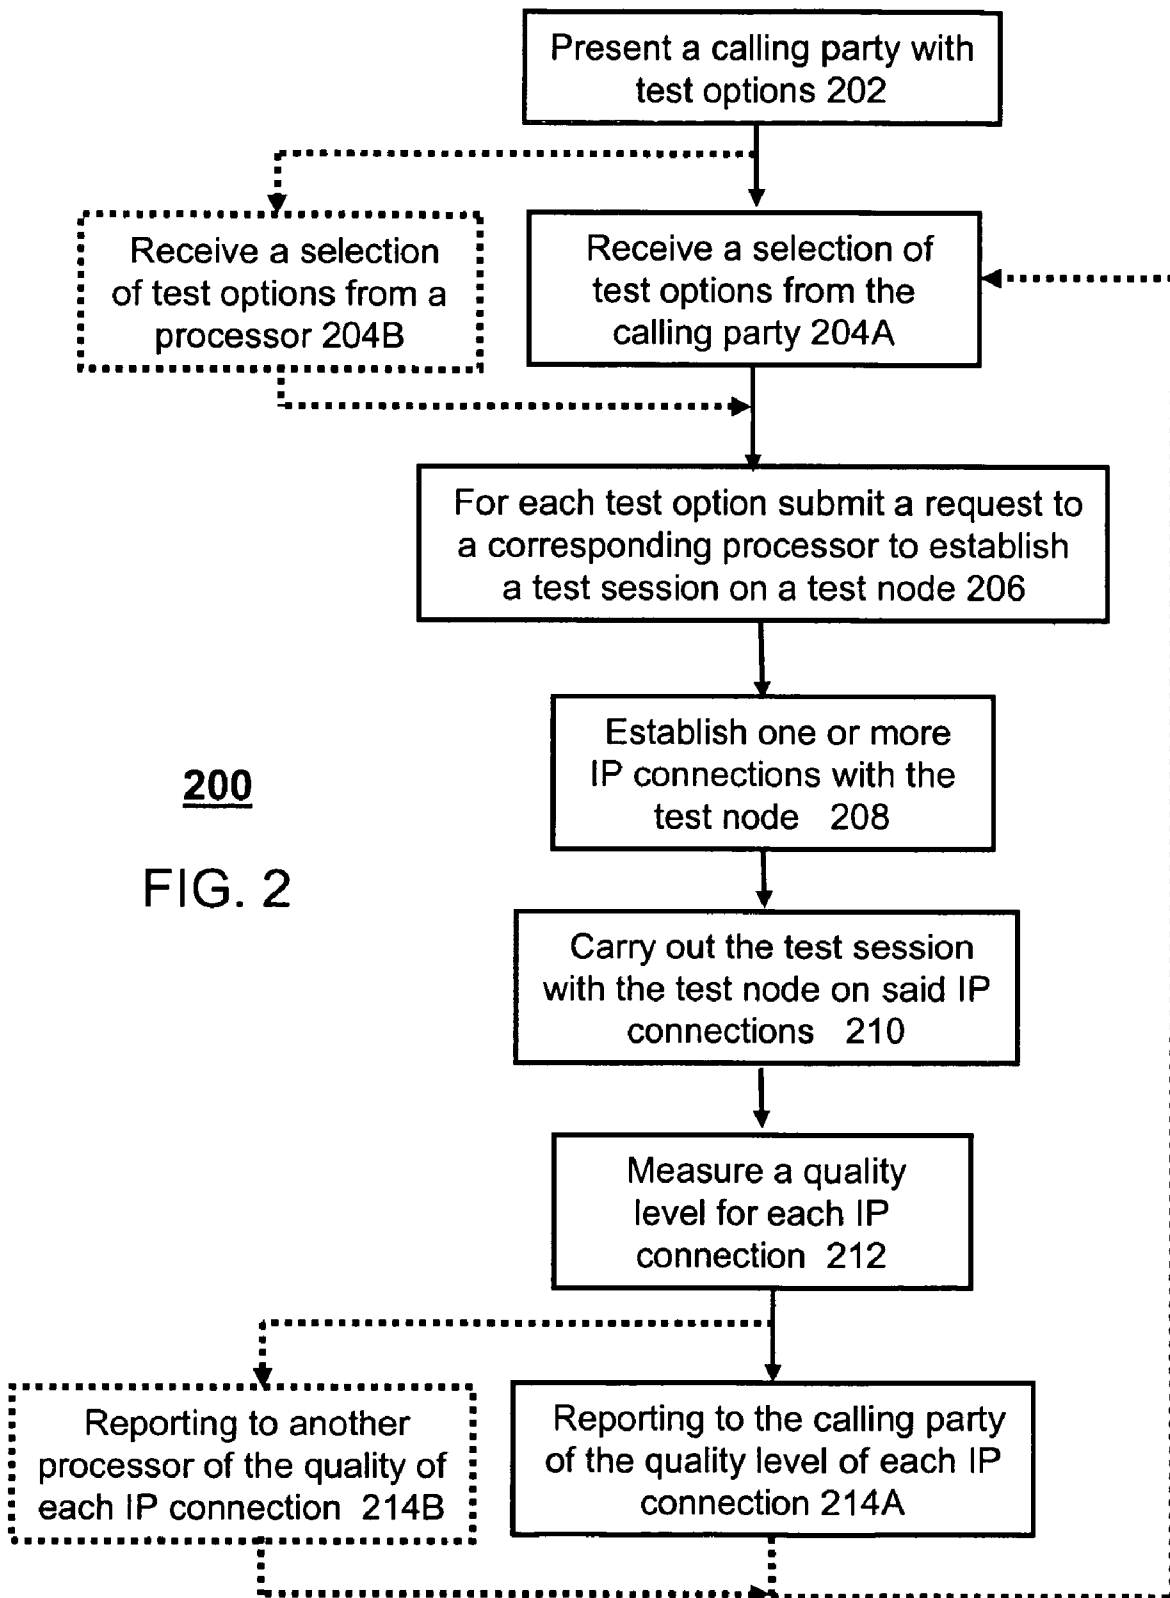 Present a calling party with
test options 202
Receive a selection
of test options from a
processor 204B
Receive a selection of
test options from the
calling party 204A
For each test option submit a request to
a corresponding processor to establish
a test session on a test node 206
Establish one or more
IP connections with the
test node 208
200
FIG. 2
Carry out the test session
with the test node on said IP
connections 210
Measure a quality
level for each IP
connection 212
Reporting to another
processor of the quality of
each IP connection 214B
Reporting to the calling party
of the quality level of each IP
connection 214A